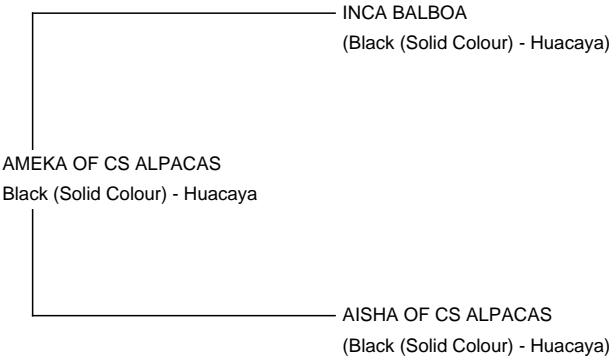 INCA BALBOA
(Black (Solid Colour) - Huacaya)
AMEKA OF CS ALPACAS
Black (Solid Colour) - Huacaya
AISHA OF CS ALPACAS
(Black (Solid Colour) - Huacaya)